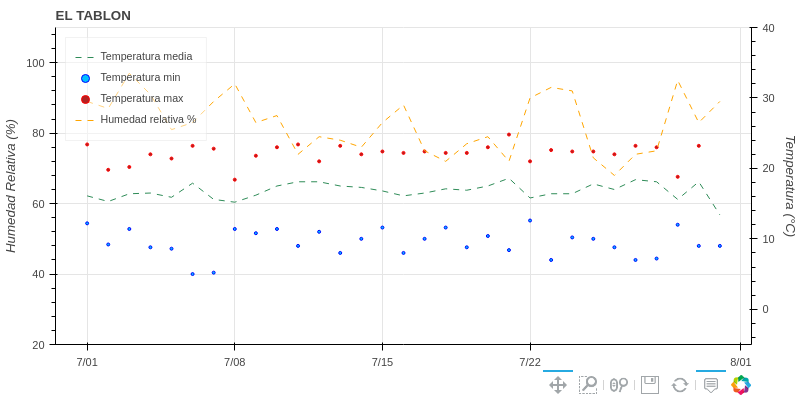 EL TABLON
Temperatura media
Temperatura min
Temperatura max
Humedad relativa %
Humedad Relativa (%)
100
80
60
40
20
40
30
20
10
0
Temperatura (°C)
7/01
7/08
7/15
7/22
8/01